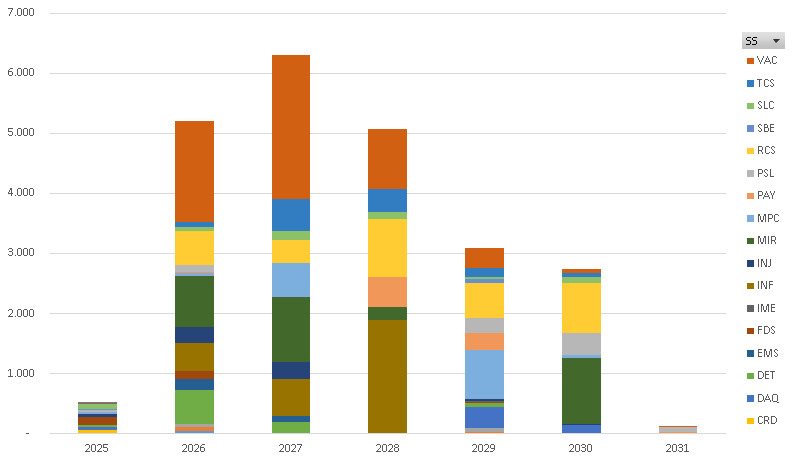 7.000
6.000
5.000
4.000
3.000
2.000
1.000
-
2025 2026 2027 2028 2029 2030 2031
SS
VAC
TCS
SLC
SBE
RCS
PSL
PAY
MPC
MIR
INJ
INF
IME
FDS
EMS
DET
DAQ
CRD